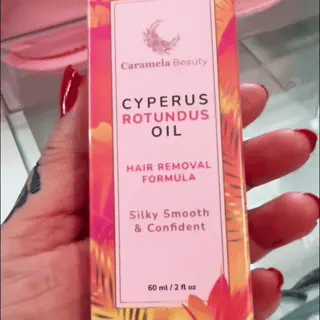 Caramela Beauty
CYPERUS
ROTUNDUS
OIL
HAIR REMOVAL
FORMULA
Silky Smooth
& Confident
60 ml / 2 fl oz